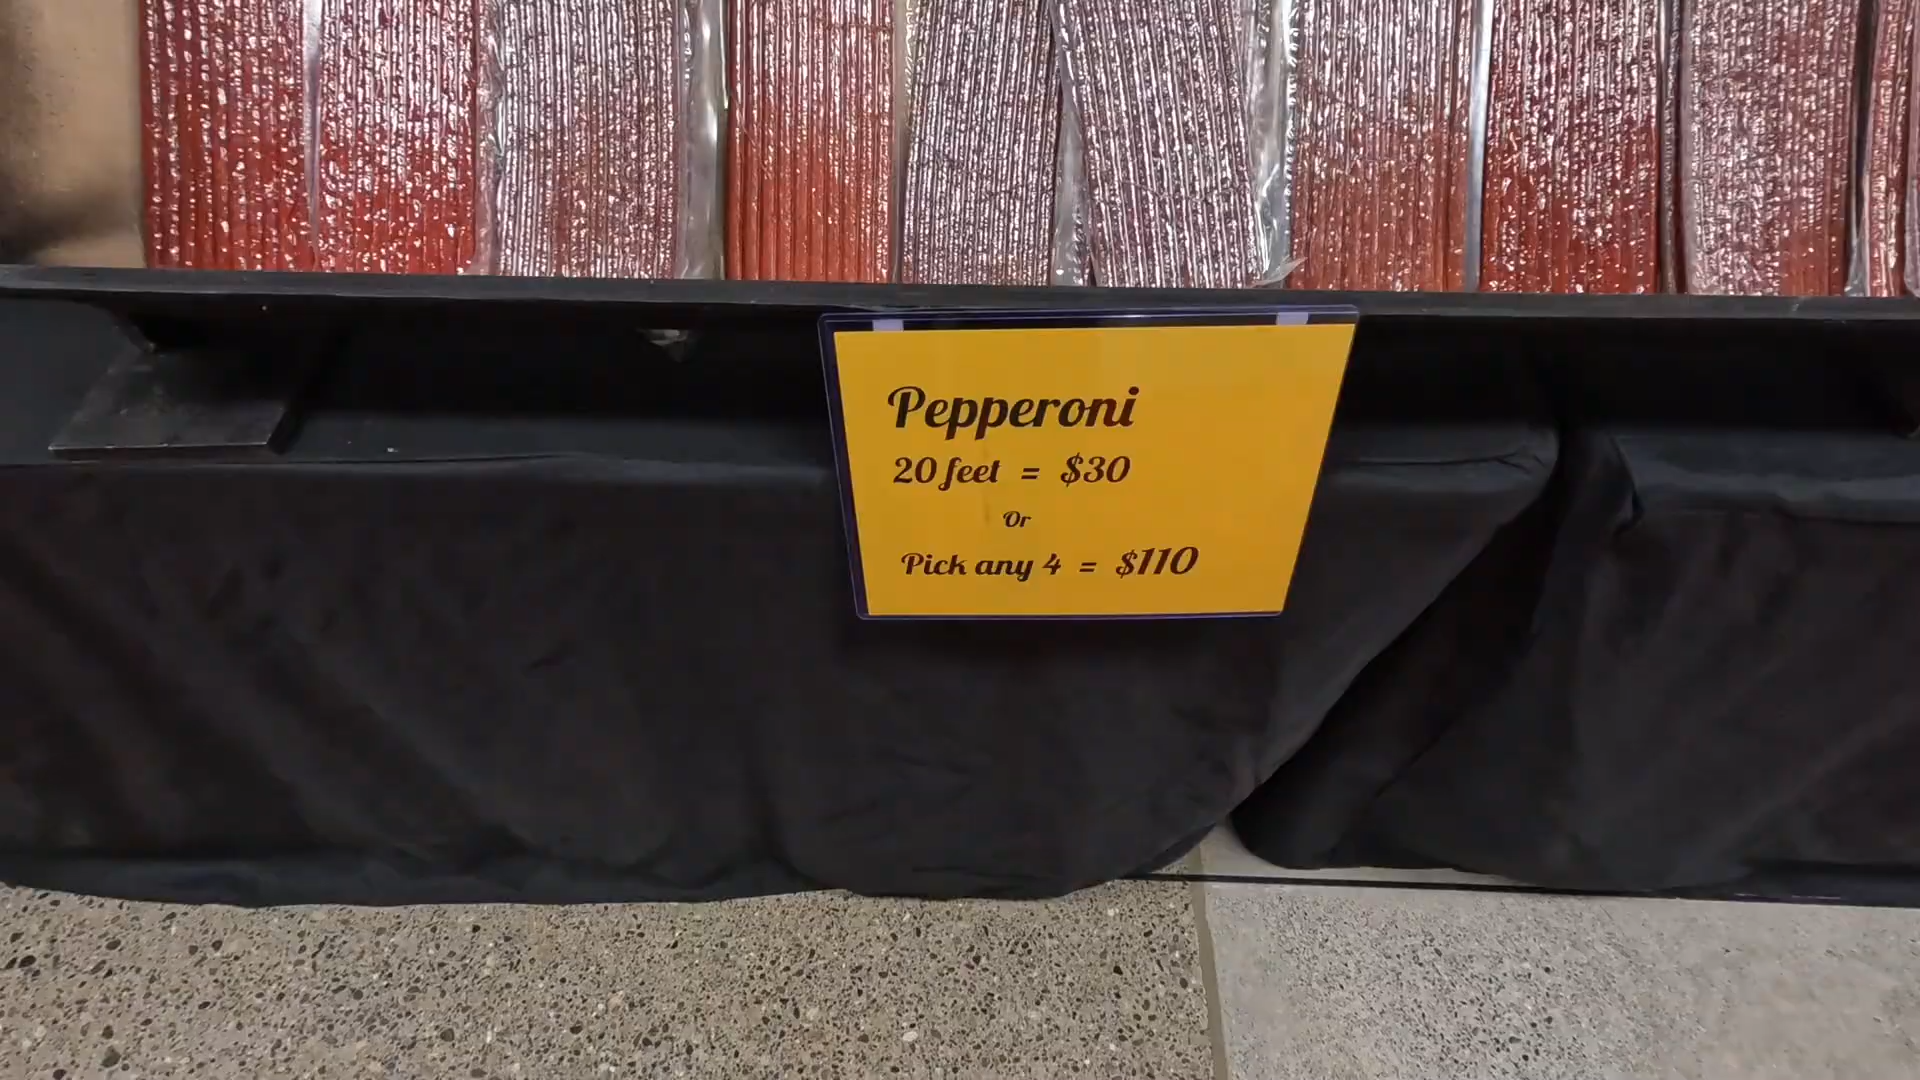 Pepperoni
20 feet = $30
Or
Pick any 4 = $110